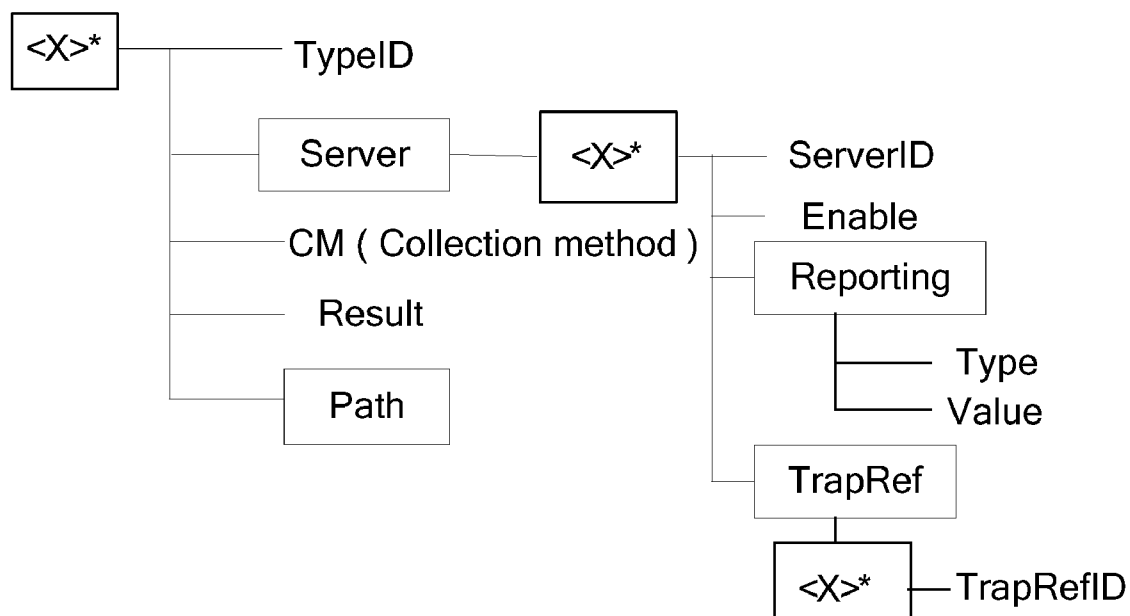 <X>*
TypeID
Server
<X>*
ServerID
Enable
CM ( Collection method )
Reporting
Result
Type
Path
Value
TrapRef
<X>*
TrapRefID